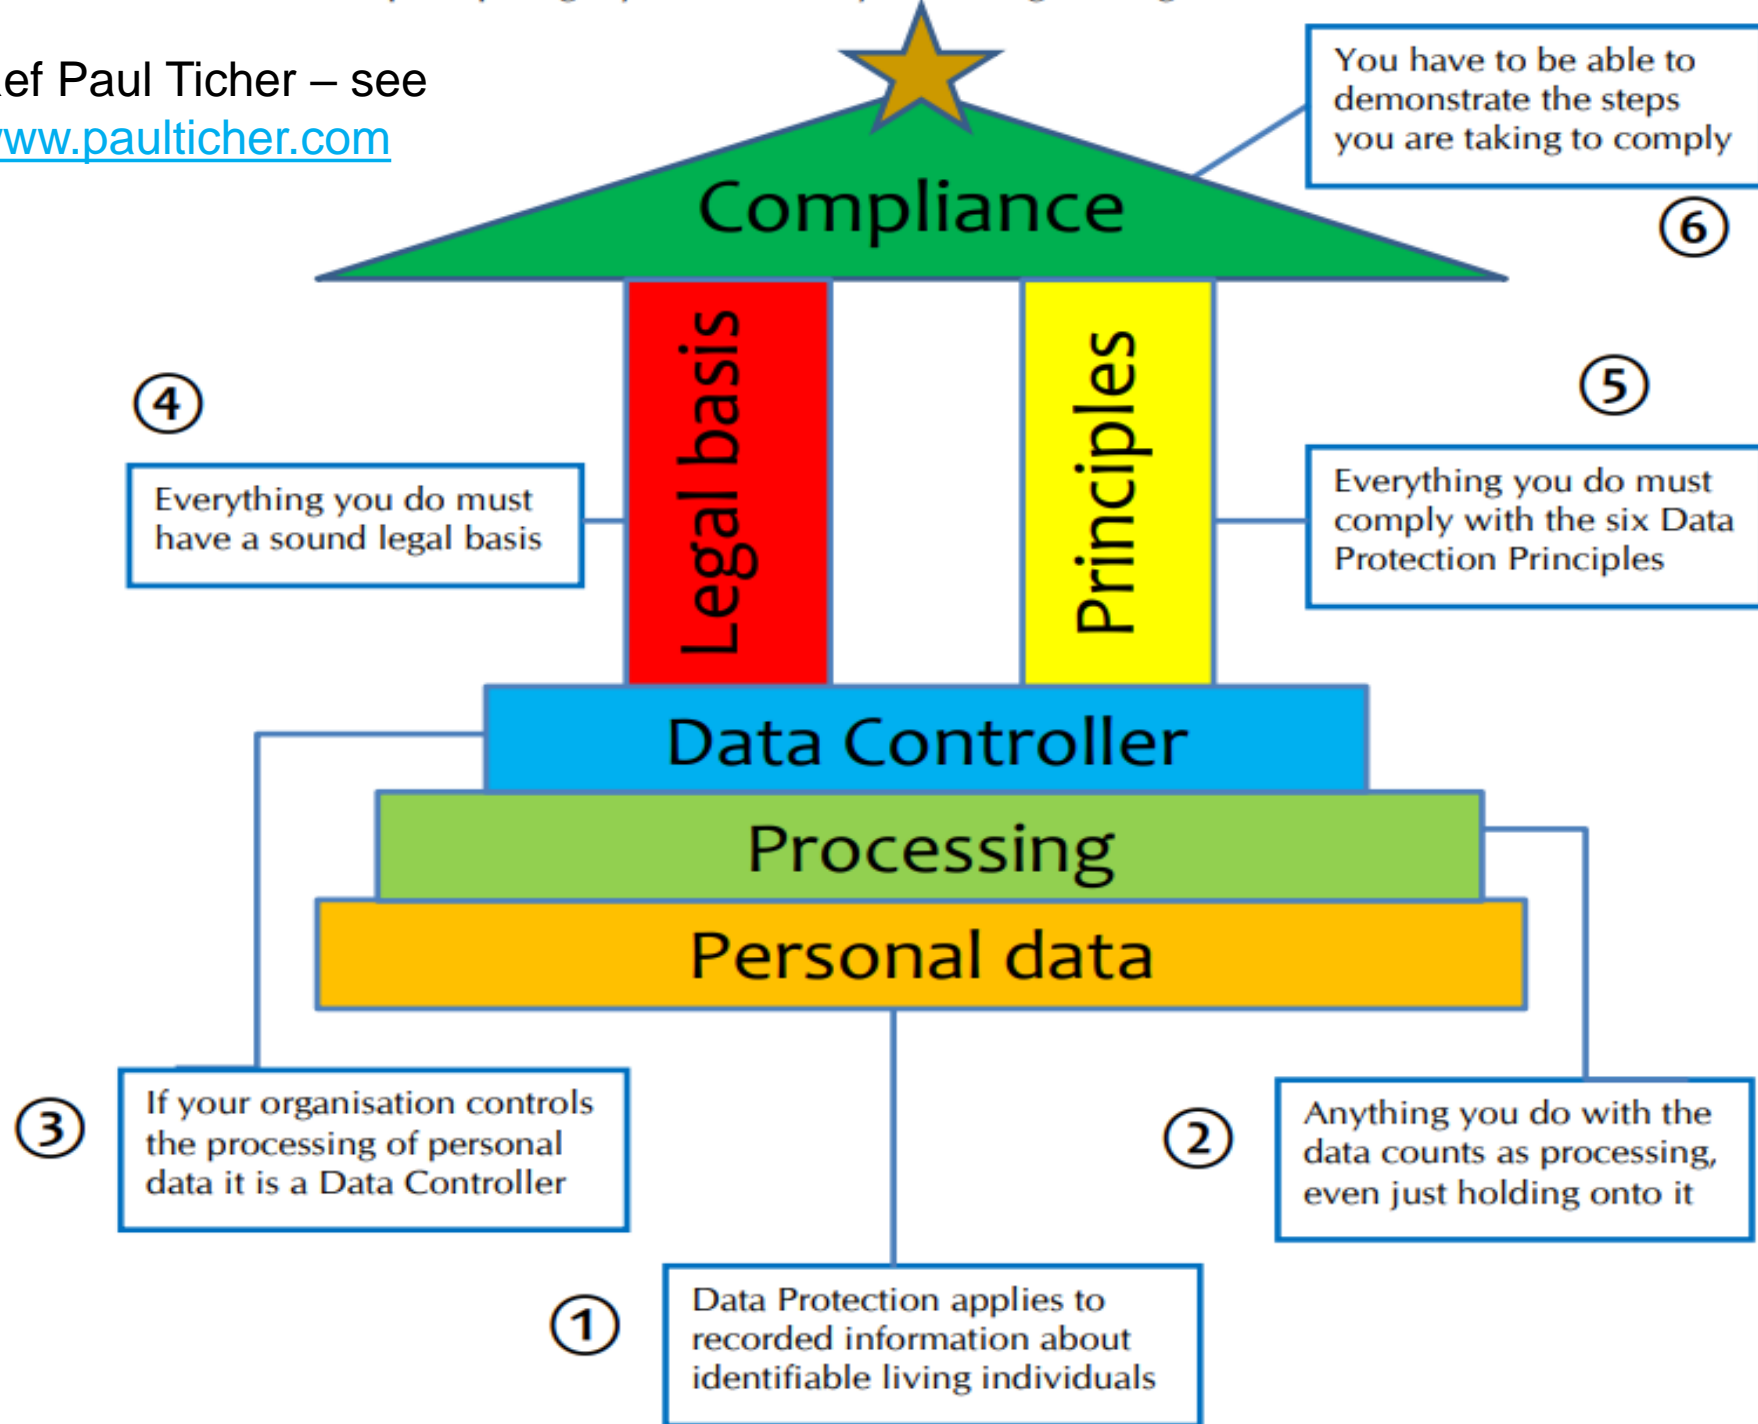 ef Paul Ticher – see
www.paulticher.com
You have to be able to
demonstrate the steps
you are taking to comply
6
Compliance
4
Everything you do must
have a sound legal basis
Legal basis
Principles
5
Everything you do must
comply with the six Data
Protection Principles
Data Controller
Processing
Personal data
3
If your organisation controls
the processing of personal
data it is a Data Controller
2
Anything you do with the
data counts as processing,
even just holding onto it
1
Data Protection applies to
recorded information about
identifiable living individuals